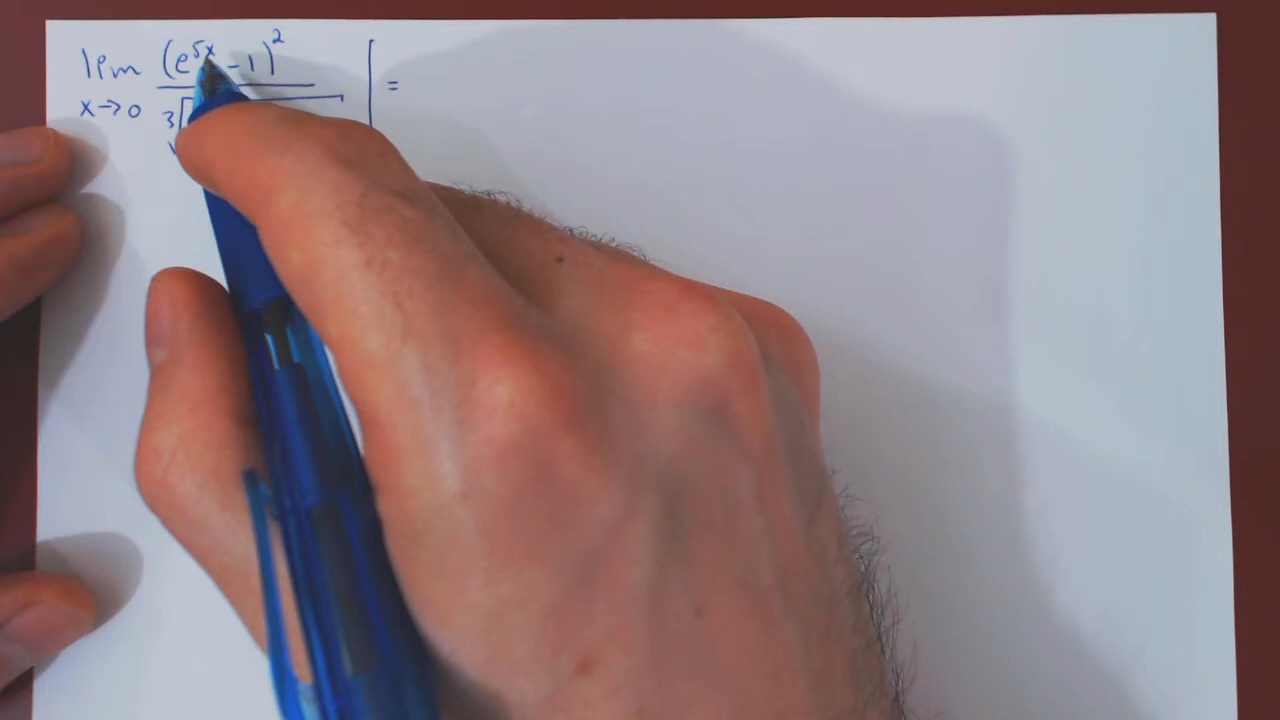 lim (e^5x - 1)^2 | =
x→0 3√